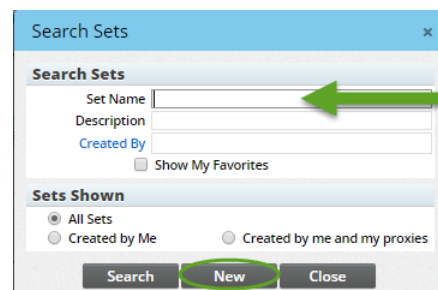 Search Sets ×
Search Sets
Set Name
Description
Created By
Show My Favorites
Sets Shown
All Sets
Created by Me Created by me and my proxies
Search New Close